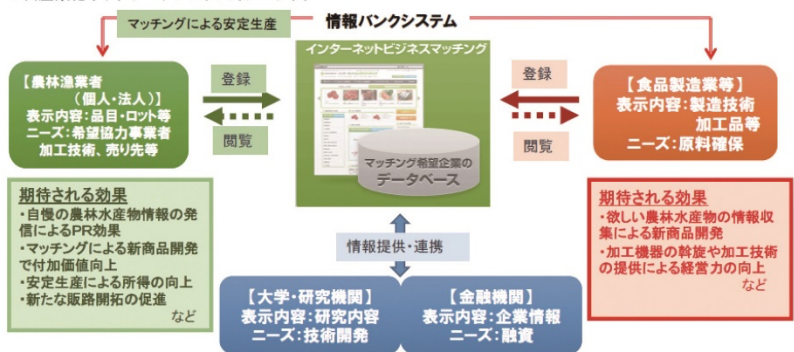 マッチングによる安定生産
情報バンクシステム
インターネットビジネスマッチング
マッチング希望企業の
データベース
【農林漁業者
(個人・法人)】
表示内容:品目・ロット等
ニーズ:希望協力事業者
加工技術、売り先等
登録
閲覧
登録
閲覧
【食品製造業等】
表示内容:製造技術
加工品等
ニーズ:原料確保
期待される効果
・自慢の農林水産物情報の発
信によるPR効果
・マッチングによる新商品開発
で付加価値向上
・安定生産による所得の向上
・新たな販路開拓の促進
など
情報提供・連携
【大学・研究機関】
表示内容:研究内容
ニーズ:技術開発
【金融機関】
表示内容:企業情報
ニーズ:融資
期待される効果
・欲しい農林水産物の情報収
集による新商品開発
・加工機器の斡旋や加工技術
の提供による経営力の向上
など